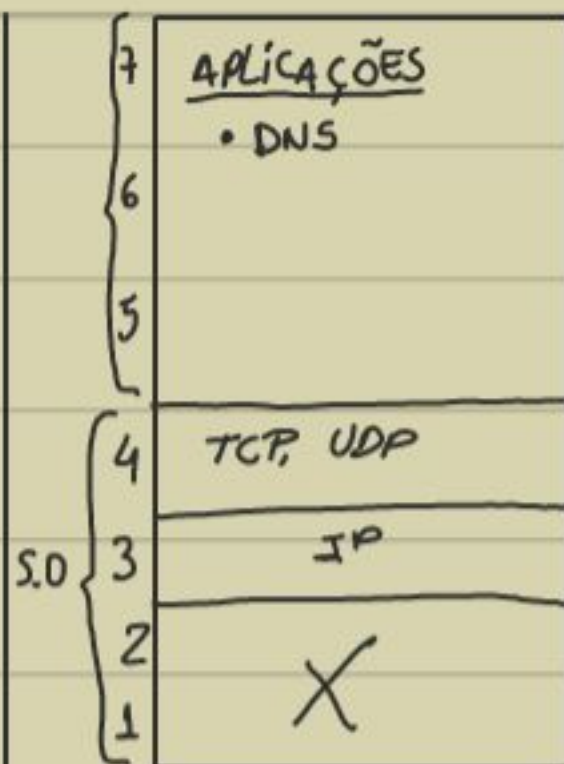 7 APLICAÇÕES
• DNS
6
5
4 TCP, UDP
S.O 3 IP
2
X
1